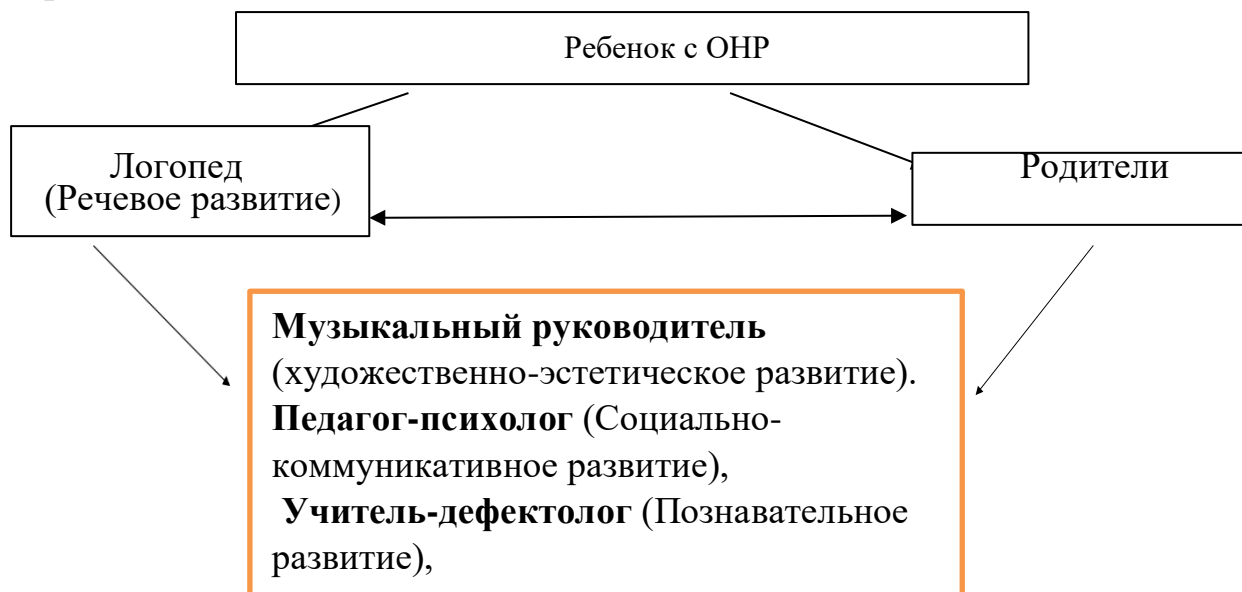 Ребенок с ОНР
Логопед
(Речевое развитие)
Родители
Музыкальный руководитель
(художественно-эстетическое развитие).
Педагог-психолог (Социально-
коммуникативное развитие),
Учитель-дефектолог (Познавательное
развитие),